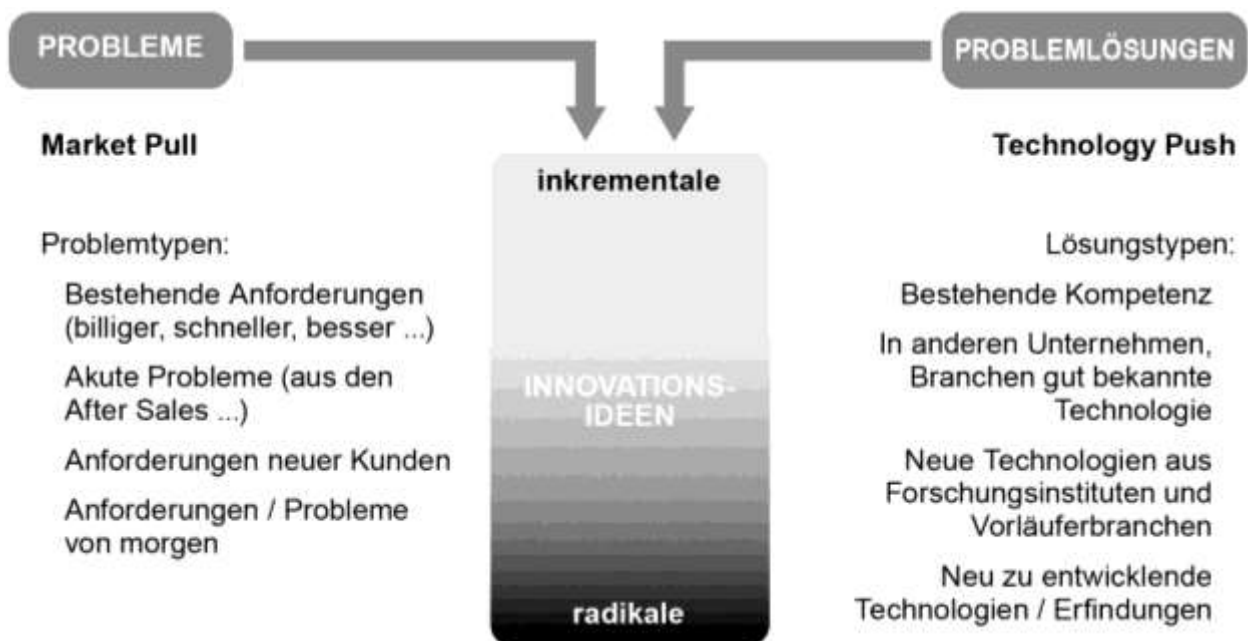 PROBLEME
PROBLEMLÖSUNGEN
Market Pull
Technology Push
inkrementale
Problemtypen:
Bestehende Anforderungen
(billiger, schneller, besser ...)
Akute Probleme (aus den
After Sales ...)
Anforderungen neuer Kunden
Anforderungen / Probleme
von morgen
INNOVATIONS-
IDEEN
radikale
Lösungstypen:
Bestehende Kompetenz
In anderen Unternehmen,
Branchen gut bekannte
Technologie
Neue Technologien aus
Forschungsinstituten und
Vorläuferbranchen
Neu zu entwickelnde
Technologien / Erfindungen